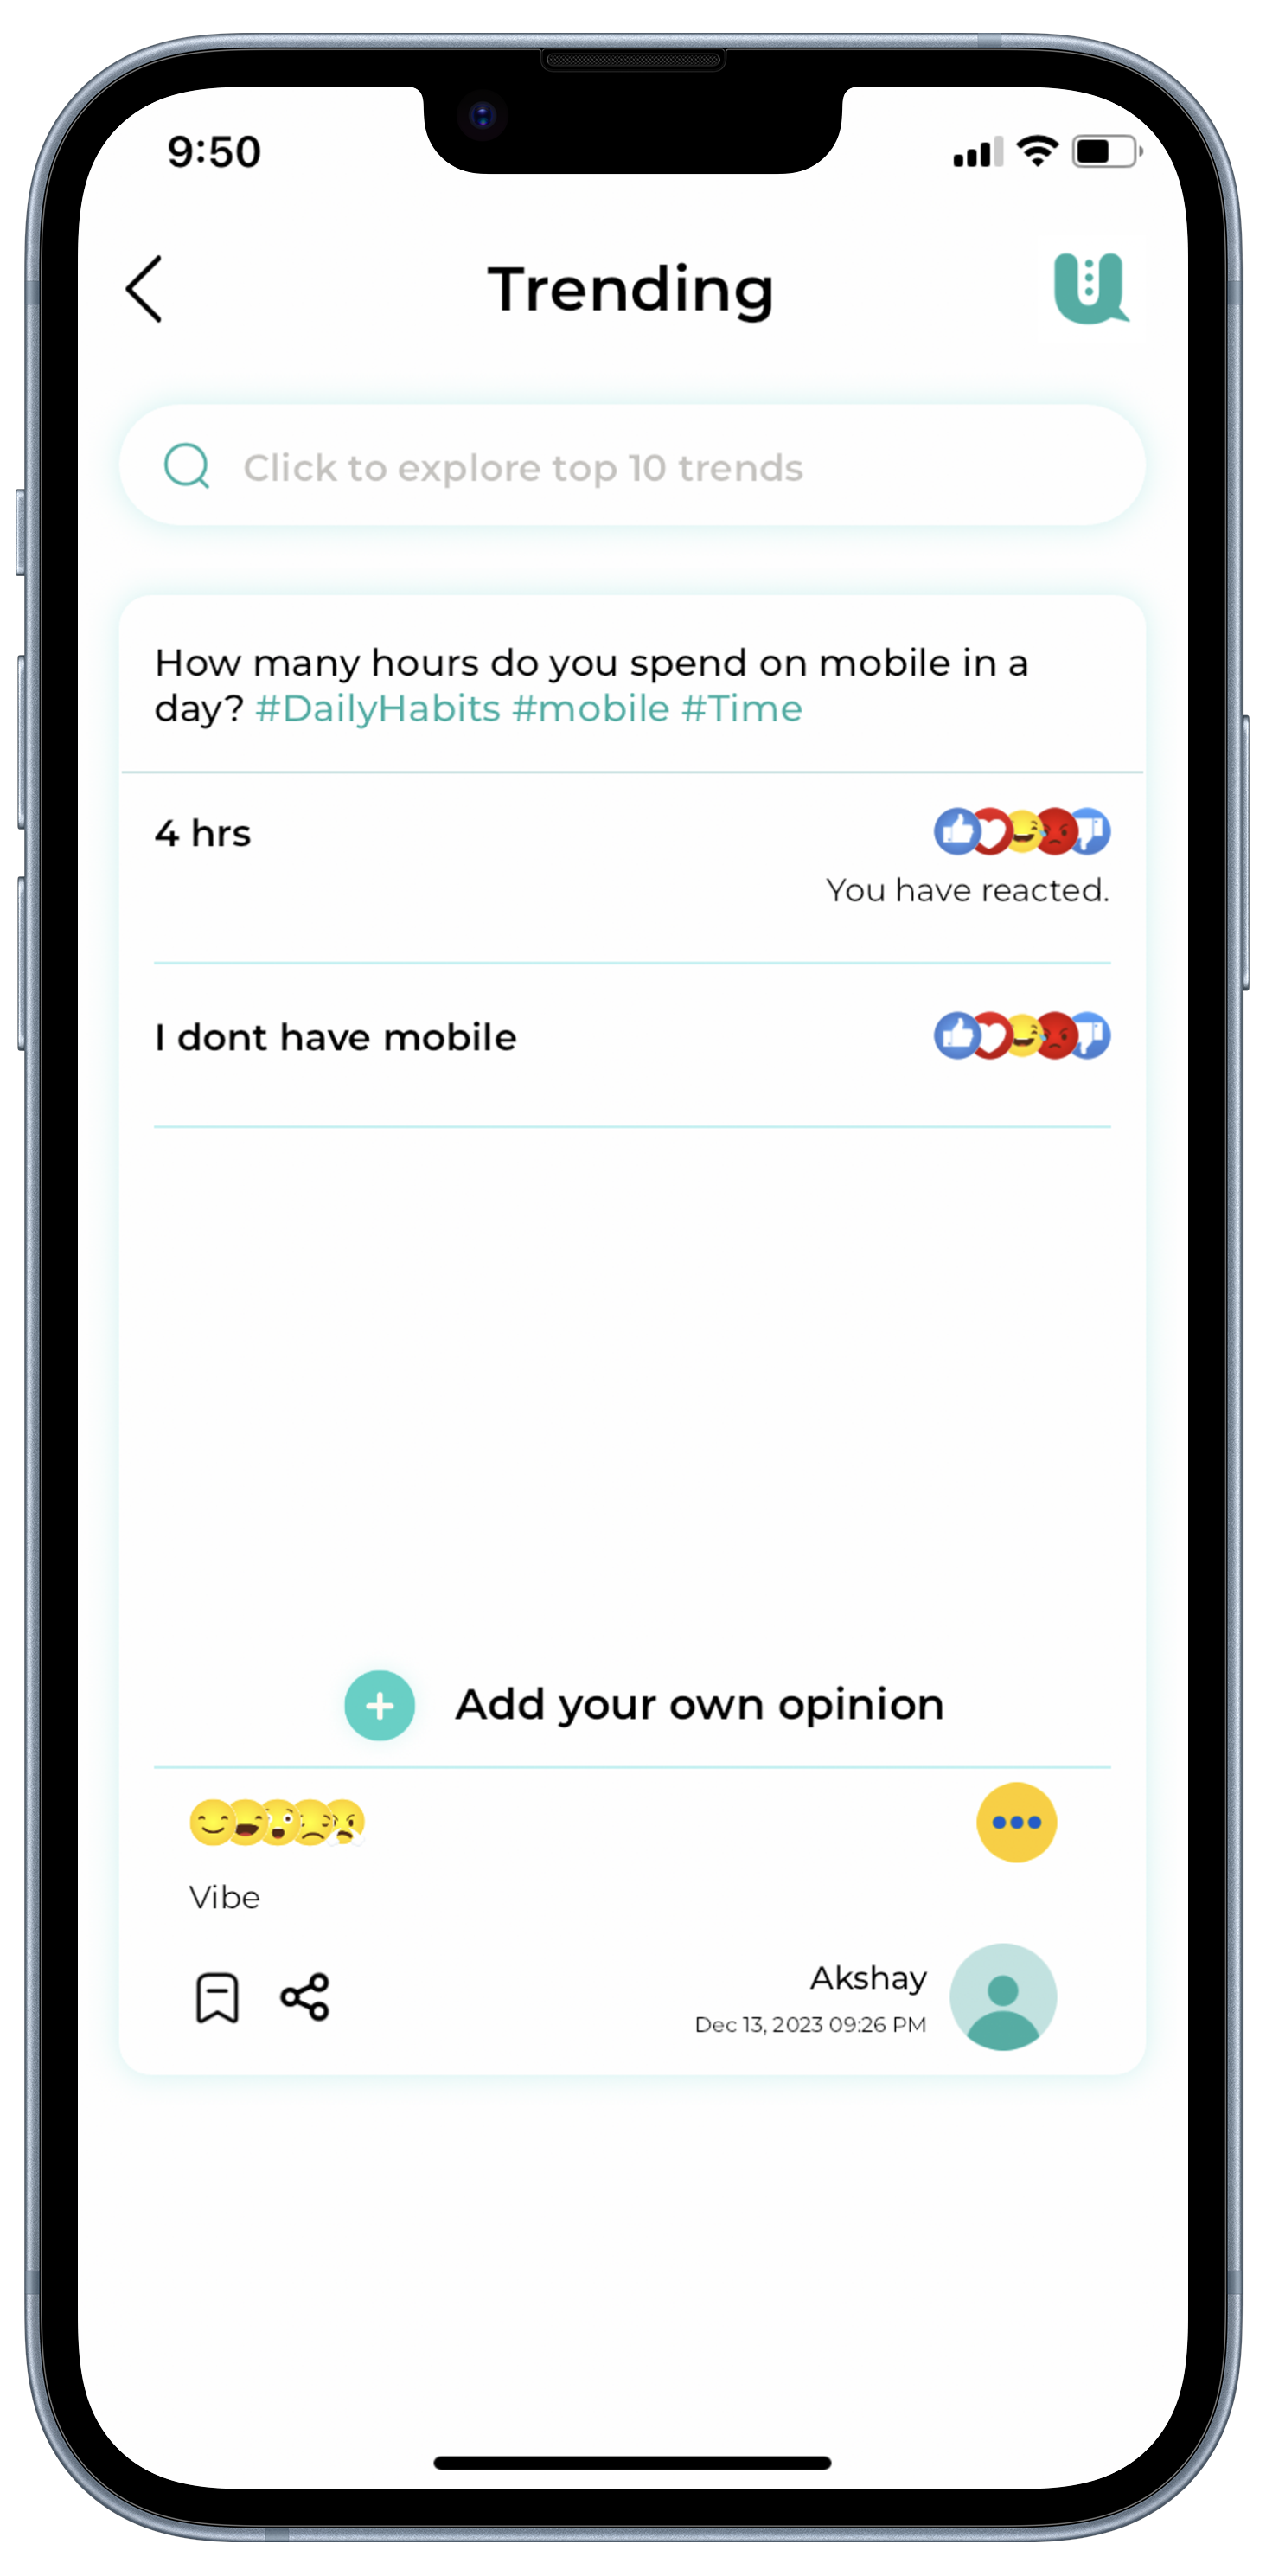 9:50
Trending
Click to explore top 10 trends
How many hours do you spend on mobile in a
day? #DailyHabits #mobile #Time
4 hrs
You have reacted.
I dont have mobile
Add your own opinion
Vibe
Akshay
Dec 13, 2023 09:26 PM